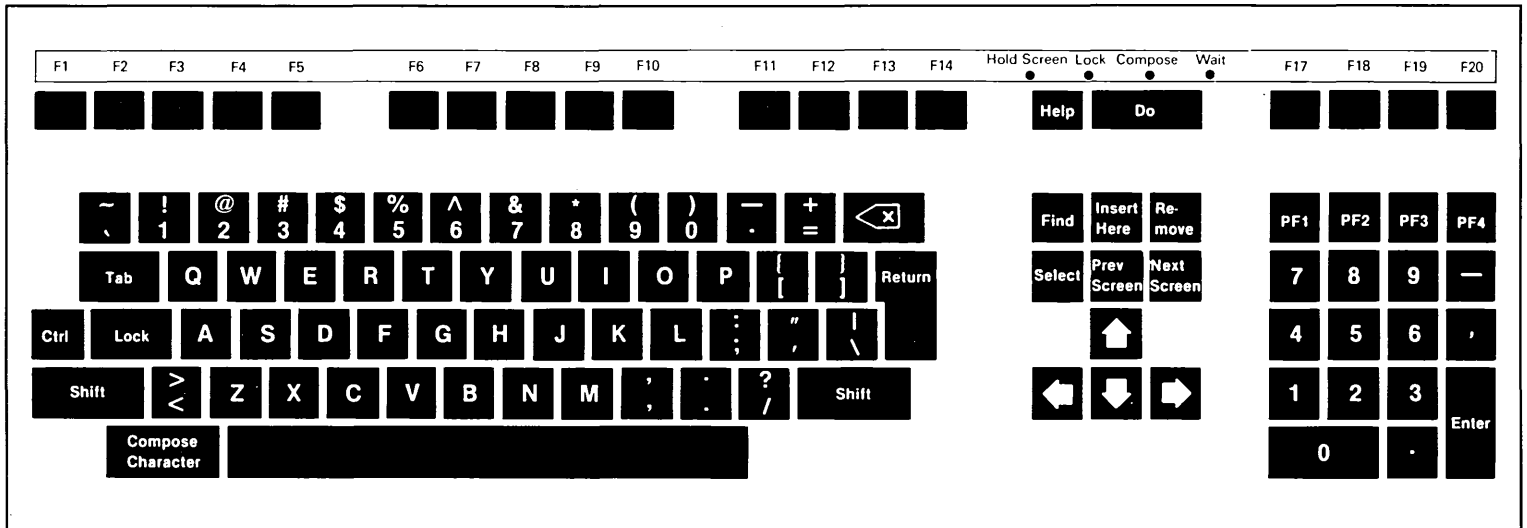 F1 F2 F3 F4 F5 F6 F7 F8 F9 F10 F11 F12 F13 F14 Hold Screen Lock Compose Wait F17 F18 F19 F20
Help Do
~ ! @ # $ % ^ & * ( ) — +
` 1 2 3 4 5 6 7 8 9 0 - =
Find Insert Here Re-move PF1 PF2 PF3 PF4
Tab Q W E R T Y U I O P { [ } ] Return
Select Prev Screen Next Screen 7 8 9 —
Ctrl Lock A S D F G H J K L : ; " ' | \
4 5 6 ,
Shift > < Z X C V B N M , , . . ? / Shift
1 2 3 Enter
Compose
Character
0 .